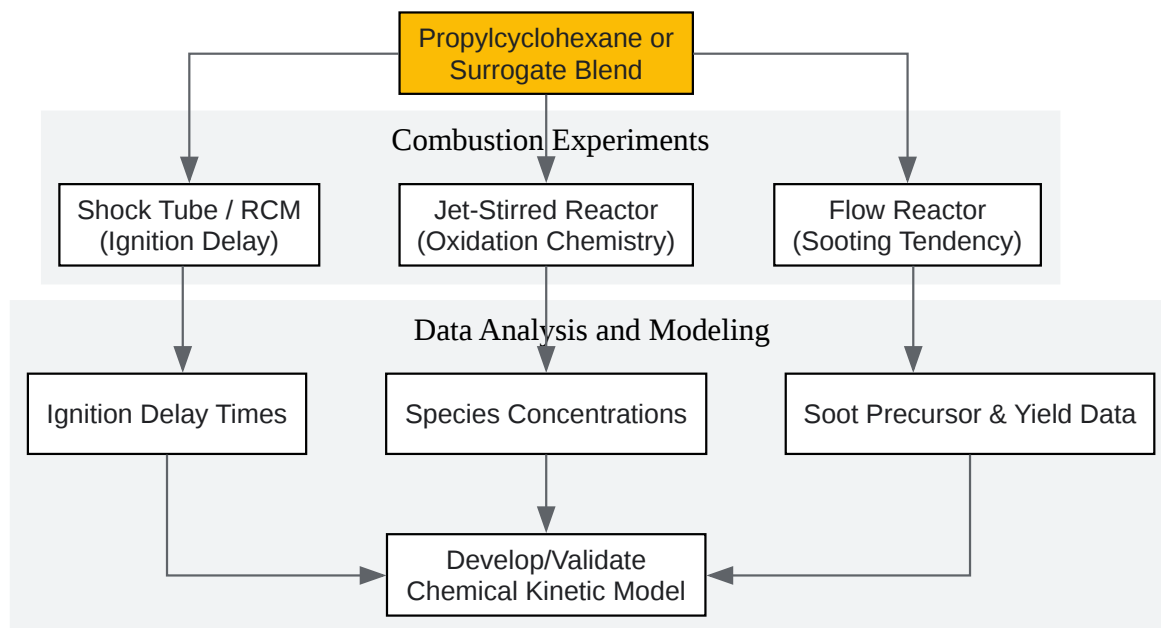 Propylcyclohexane or
Surrogate Blend
Combustion Experiments
Shock Tube / RCM
(Ignition Delay)
Jet-Stirred Reactor
(Oxidation Chemistry)
Flow Reactor
(Sooting Tendency)
Data Analysis and Modeling
Ignition Delay Times
Species Concentrations
Soot Precursor & Yield Data
Develop/Validate
Chemical Kinetic Model